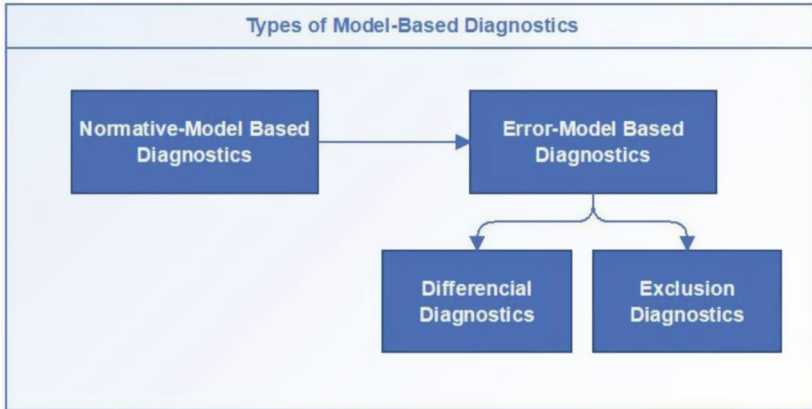 Types of Model-Based Diagnostics
Normative-Model Based
Diagnostics
Error-Model Based
Diagnostics
Differencial
Diagnostics
Exclusion
Diagnostics